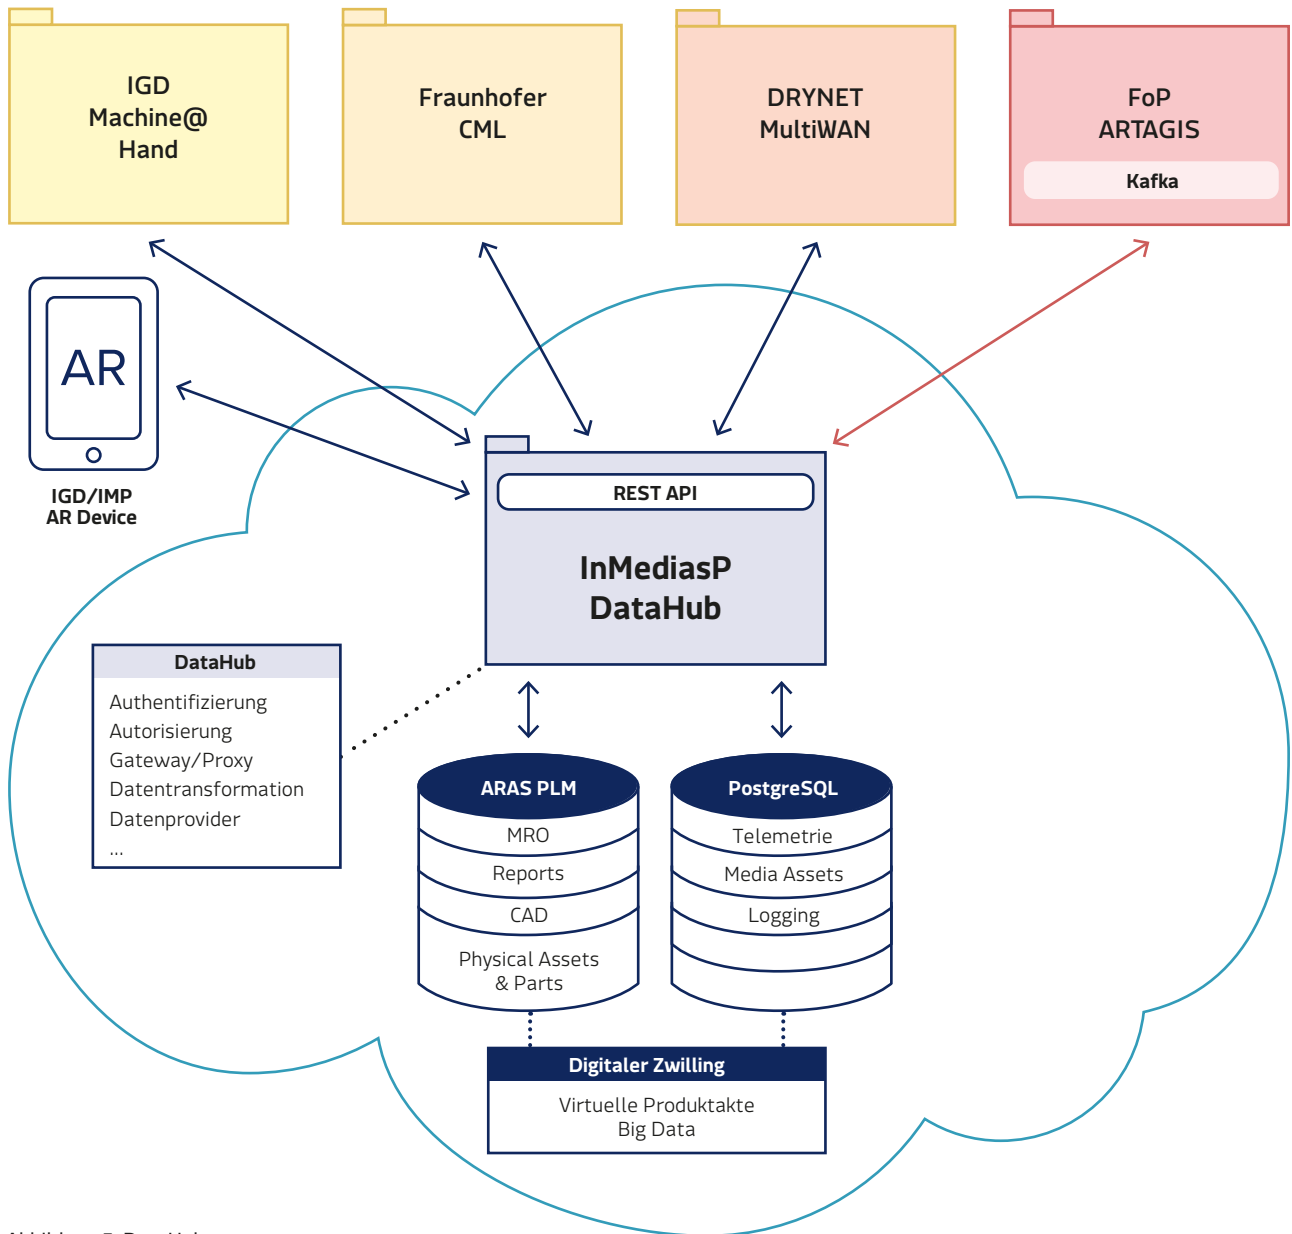 IGD
Machine@
Hand
Fraunhofer
CML
DRYNET
MultiWAN
FoP
ARTAGIS
Kafka
AR
IGD/IMP
AR Device
REST API
InMediasP
DataHub
DataHub
Authentifizierung
Autorisierung
Gateway/Proxy
Datentransformation
Datenprovider
...
ARAS PLM
MRO
Reports
CAD
Physical Assets
& Parts
PostgreSQL
Telemetrie
Media Assets
Logging
Digitaler Zwilling
Virtuelle Produktakte
Big Data